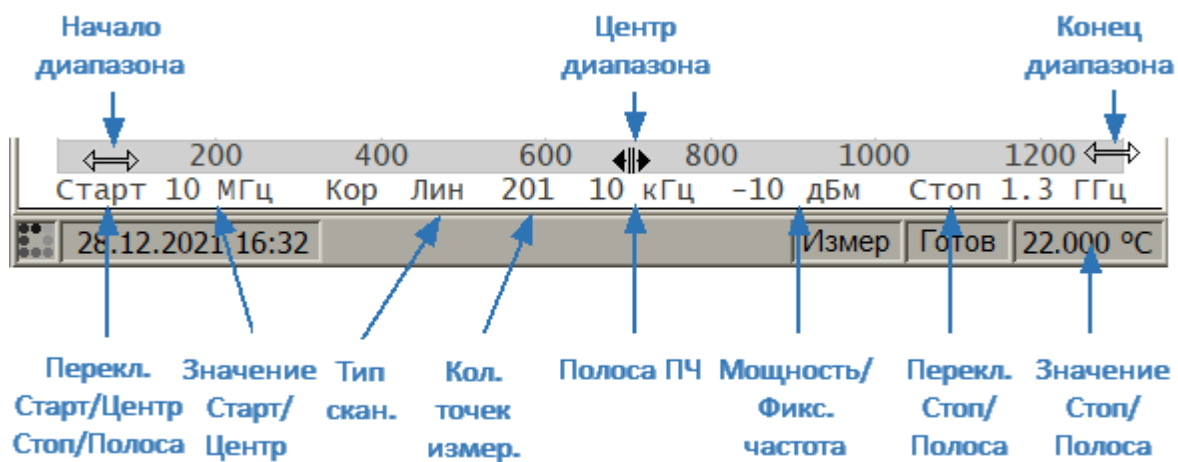 Начало Центр Конец
диапазона диапазона диапазона
200 400 600 800 1000 1200
Старт 10 МГц Кор Лин 201 10 кГц -10 дБм Стоп 1.3 ГГц
28.12.2021 16:32 Измер Готов 22.000 ºC
Перекл. Значение Тип Кол. Полоса ПЧ Мощность/ Перекл. Значение
Старт/Центр Старт/ скан. точек Фикс. Стоп/ Стоп/
Стоп/Полоса Центр измер. частота Полоса Полоса